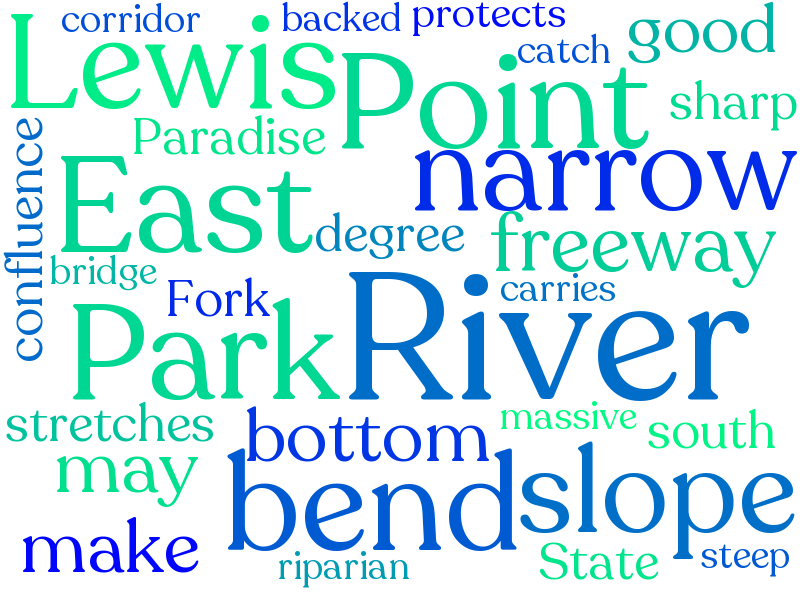 corridor
backed
protects
good
Lewis
Point
catch
sharp
Paradise
narrow
confluence
East
degree
freeway
bridge
Fork
carries
Park
River
stretches
bottom
massive
south
may
bend
slope
make
riparian
State
steep